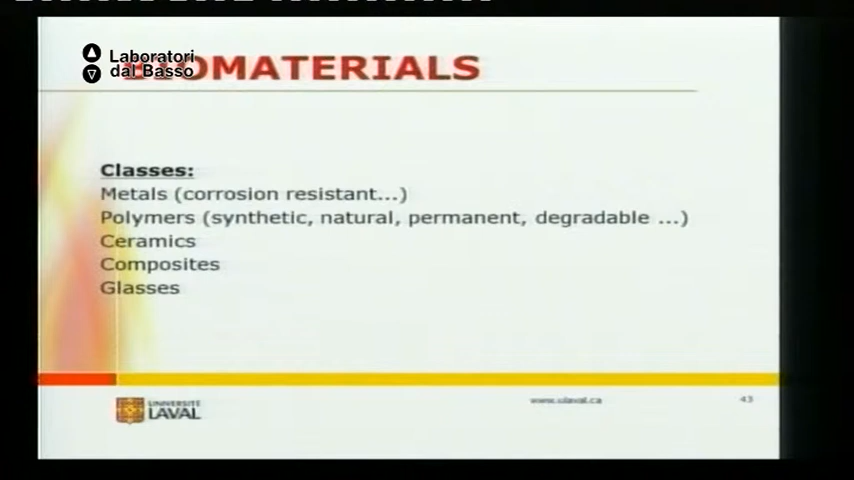 Laboratori
dal Basso
BIOMATERIALS
Classes:
Metals (corrosion resistant...)
Polymers (synthetic, natural, permanent, degradable ...)
Ceramics
Composites
Glasses
UNIVERSITÉ
LAVAL
www.ulaval.ca
43